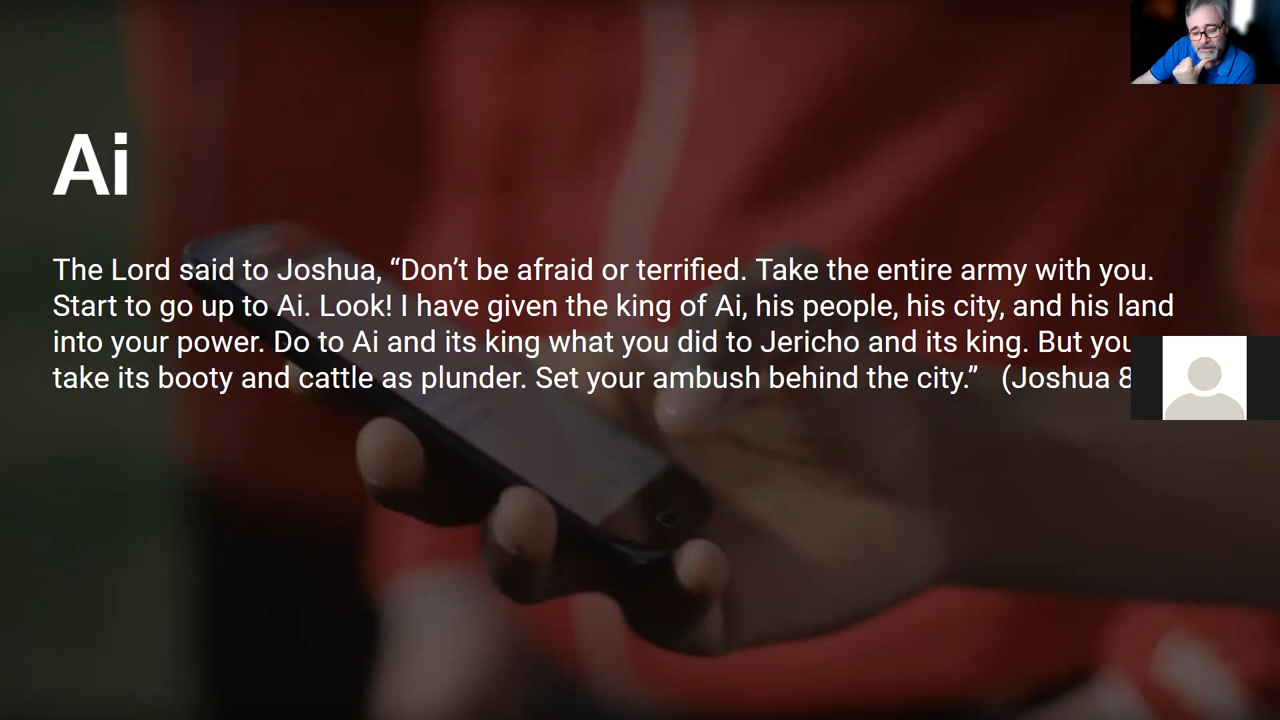 Ai
The Lord said to Joshua, “Don’t be afraid or terrified. Take the entire army with you.
Start to go up to Ai. Look! I have given the king of Ai, his people, his city, and his land
into your power. Do to Ai and its king what you did to Jericho and its king. But you
take its booty and cattle as plunder. Set your ambush behind the city.” (Joshua 8